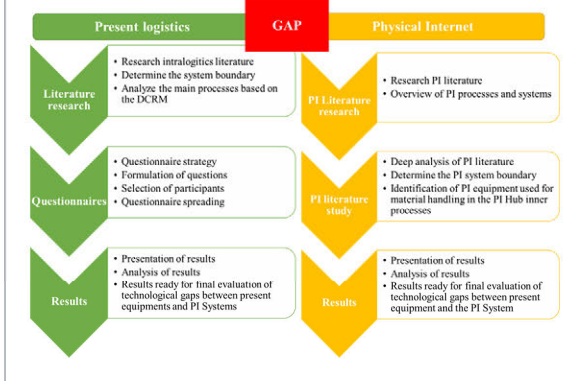 Present logistics
GAP
Physical Internet
Literature
research
• Research intralogitics literature
• Determine the system boundary
• Analyze the main processes based on
the DCRM
PI Literature
research
• Research PI literature
• Overview of PI processes and systems
Questionnaires
• Questionnaire strategy
• Formulation of questions
• Selection of participants
• Questionnaire spreading
PI literature
study
• Deep analysis of PI literature
• Determine the PI system boundary
• Identification of PI equipment used for
material handling in the PI Hub inner
processes
Results
• Presentation of results
• Analysis of results
• Results ready for final evaluation of
technological gaps between present
equipments and PI Systems
Results
• Presentation of results
• Analysis of results
• Results ready for final evaluation of
technological gaps between present
equipment and the PI System